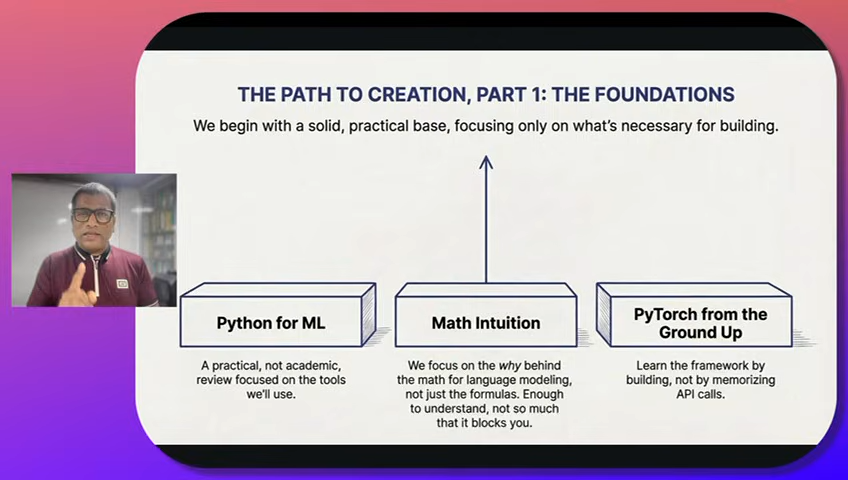 THE PATH TO CREATION, PART 1: THE FOUNDATIONS
We begin with a solid, practical base, focusing only on what's necessary for building.
Python for ML
A practical, not academic,
review focused on the tools
we'll use.
Math Intuition
We focus on the why behind
the math for language modeling,
not just the formulas. Enough
to understand, not so much
that it blocks you.
PyTorch from the
Ground Up
Learn the framework by
building, not by memorizing
API calls.